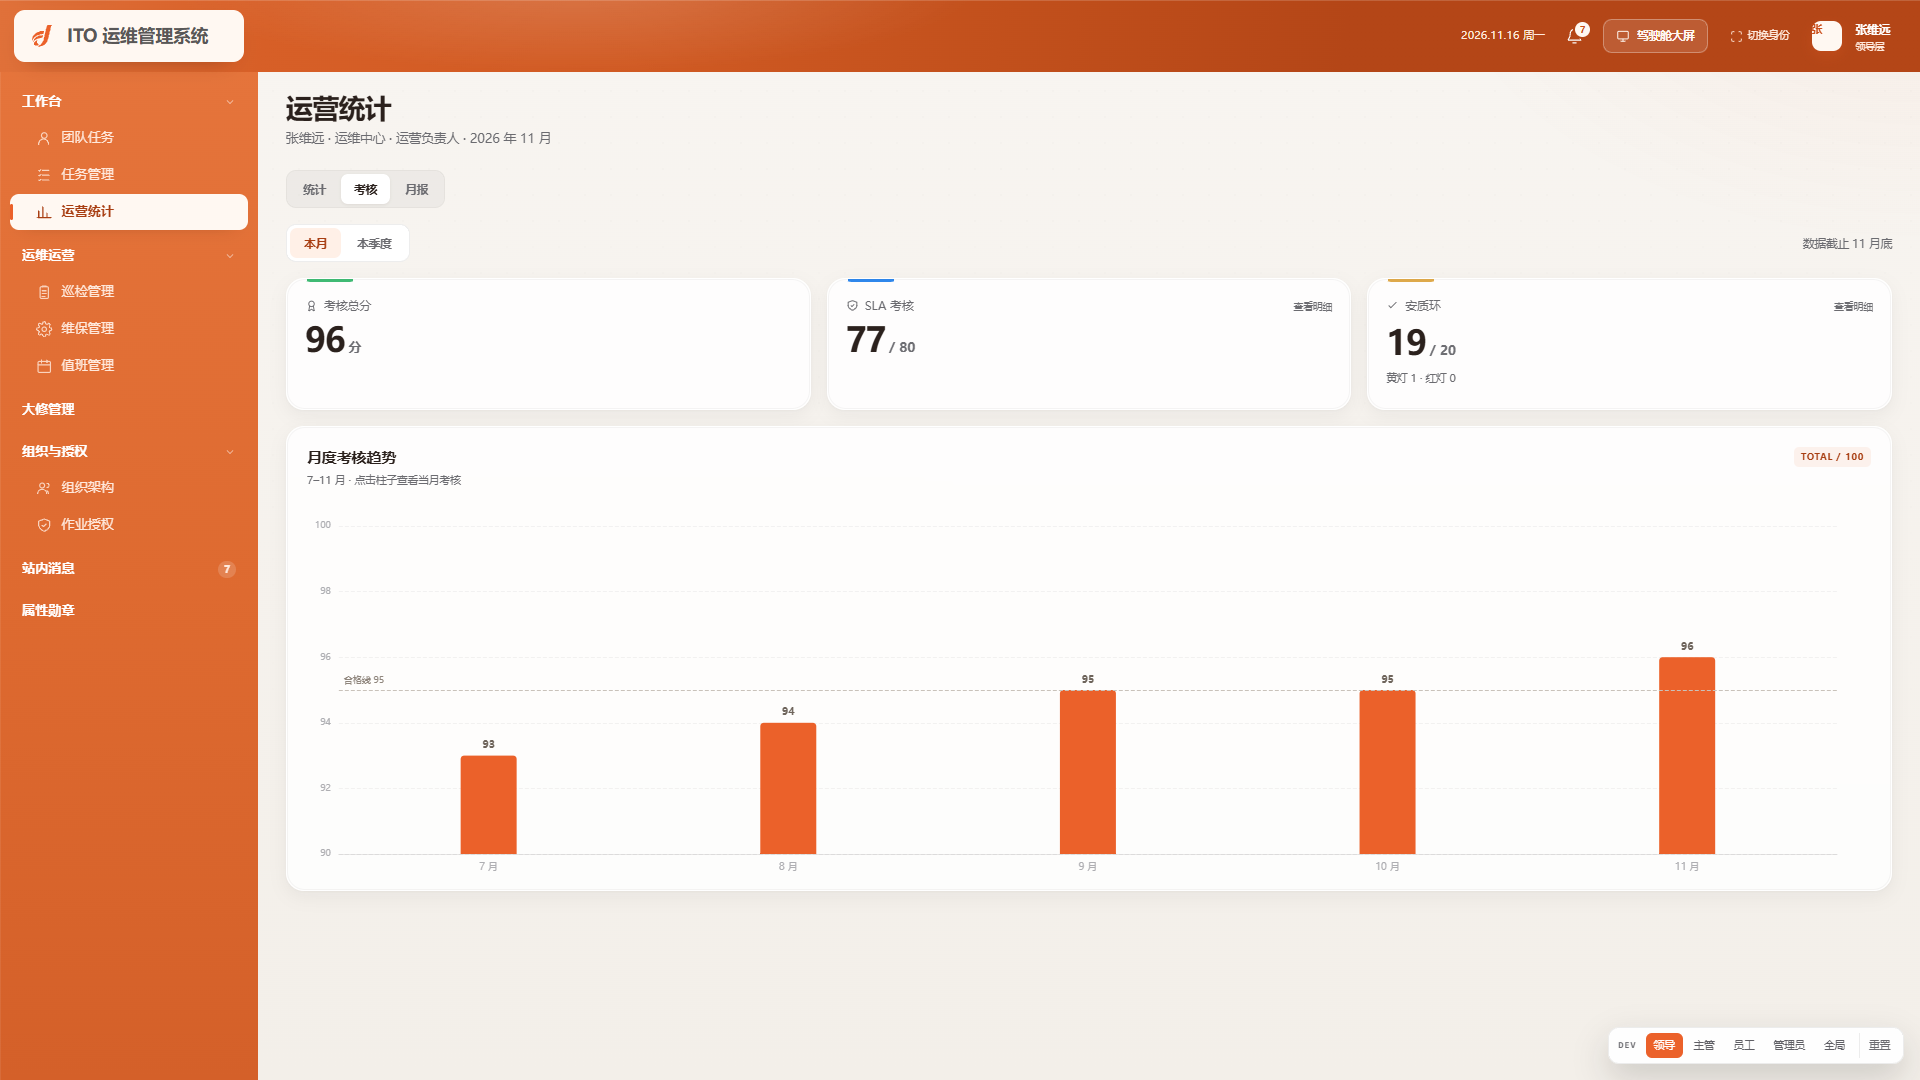 ITO 运维管理系统
2026.11.16 周一
7
驾驶舱大屏
切换身份
张
张维远
领导层
工作台
团队任务
任务管理
运营统计
运维运营
巡检管理
维保管理
值班管理
大修管理
组织与授权
组织架构
作业授权
站内消息
7
属性勋章
运营统计
张维远 · 运维中心 · 运营负责人 · 2026 年 11 月
统计
考核
月报
本月
本季度
数据截止 11 月底
考核总分
96 分
SLA 考核
查看明细
77 / 80
安质环
查看明细
19 / 20
黄灯 1 · 红灯 0
月度考核趋势
TOTAL / 100
7–11 月 · 点击柱子查看当月考核
100
98
96
94
92
90
合格线 95
93
94
95
95
96
7 月
8 月
9 月
10 月
11 月
DEV
领导
主管
员工
管理员
全局
重置